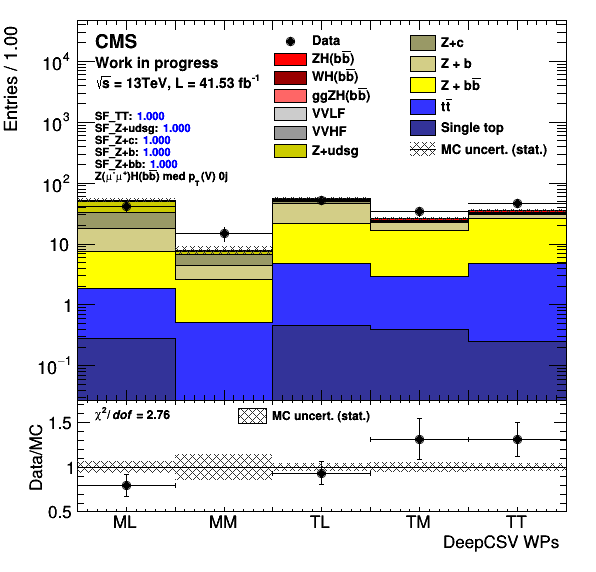 Entries / 1.00
10⁴
10³
10²
10
1
10⁻¹
CMS
Work in progress
√s = 13TeV, L = 41.53 fb⁻¹
SF_TT: 1.000
SF_Z+udsg: 1.000
SF_Z+c: 1.000
SF_Z+b: 1.000
SF_Z+bb: 1.000
Z(μ⁻μ⁺)H(bb̅) med p_T(V) 0j
Data
ZH(bb̅)
WH(bb̅)
ggZH(bb̅)
VVLF
VVHF
Z+udsg
Z+c
Z + b
Z + bb̅
tt̅
Single top
MC uncert. (stat.)
Data/MC
1.5
1
0.5
χ²/dof = 2.76
MC uncert. (stat.)
ML MM TL TM TT
DeepCSV WPs